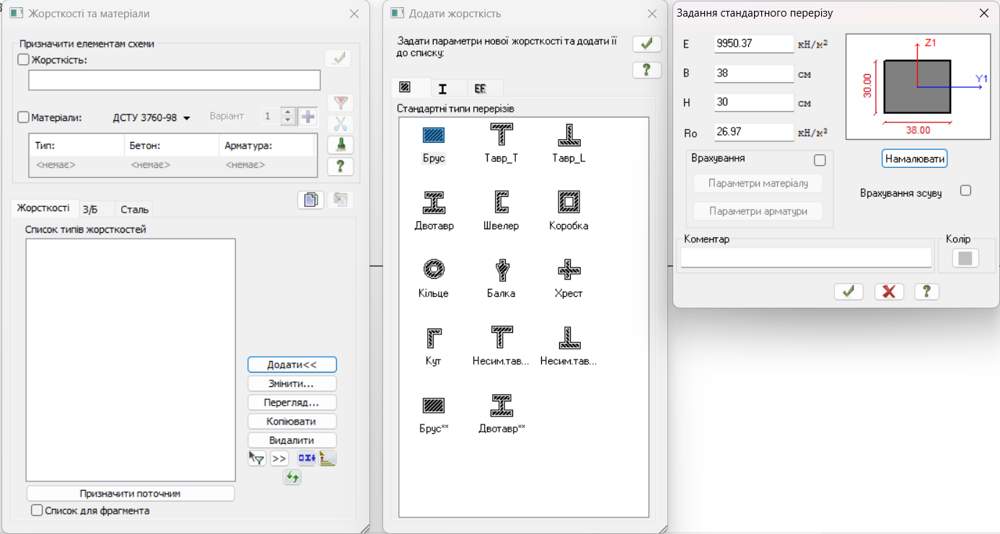 Жорсткості та матеріали
Призначити елементам схеми
Жорсткість:
Матеріали: ДСТУ 3760-98 Варіант 1
Тип: Бетон: Арматура:
<немає> <немає> <немає>
Жорсткості З/Б Сталь
Список типів жорсткостей
Додати<<
Змінити...
Перегляд...
Копіювати
Видалити
>>
Призначити поточним
Список для фрагмента
Додати жорсткість
Задати параметри нової жорсткості та додати її
до списку:
Стандартні типи перерізів
Брус Тавр_T Тавр_L
Двотавр Швелер Коробка
Кільце Балка Хрест
Кут Несим.тав... Несим.тав...
Брус** Двотавр**
Задання стандартного перерізу
E 9950.37 кН/м²
B 38 см
H 30 см
Ro 26.97 кН/м³
Z1
Y1
30.00
38.00
Врахування
Намалювати
Параметри матеріалу
Параметри арматури
Врахування зсуву
Коментар
Колір